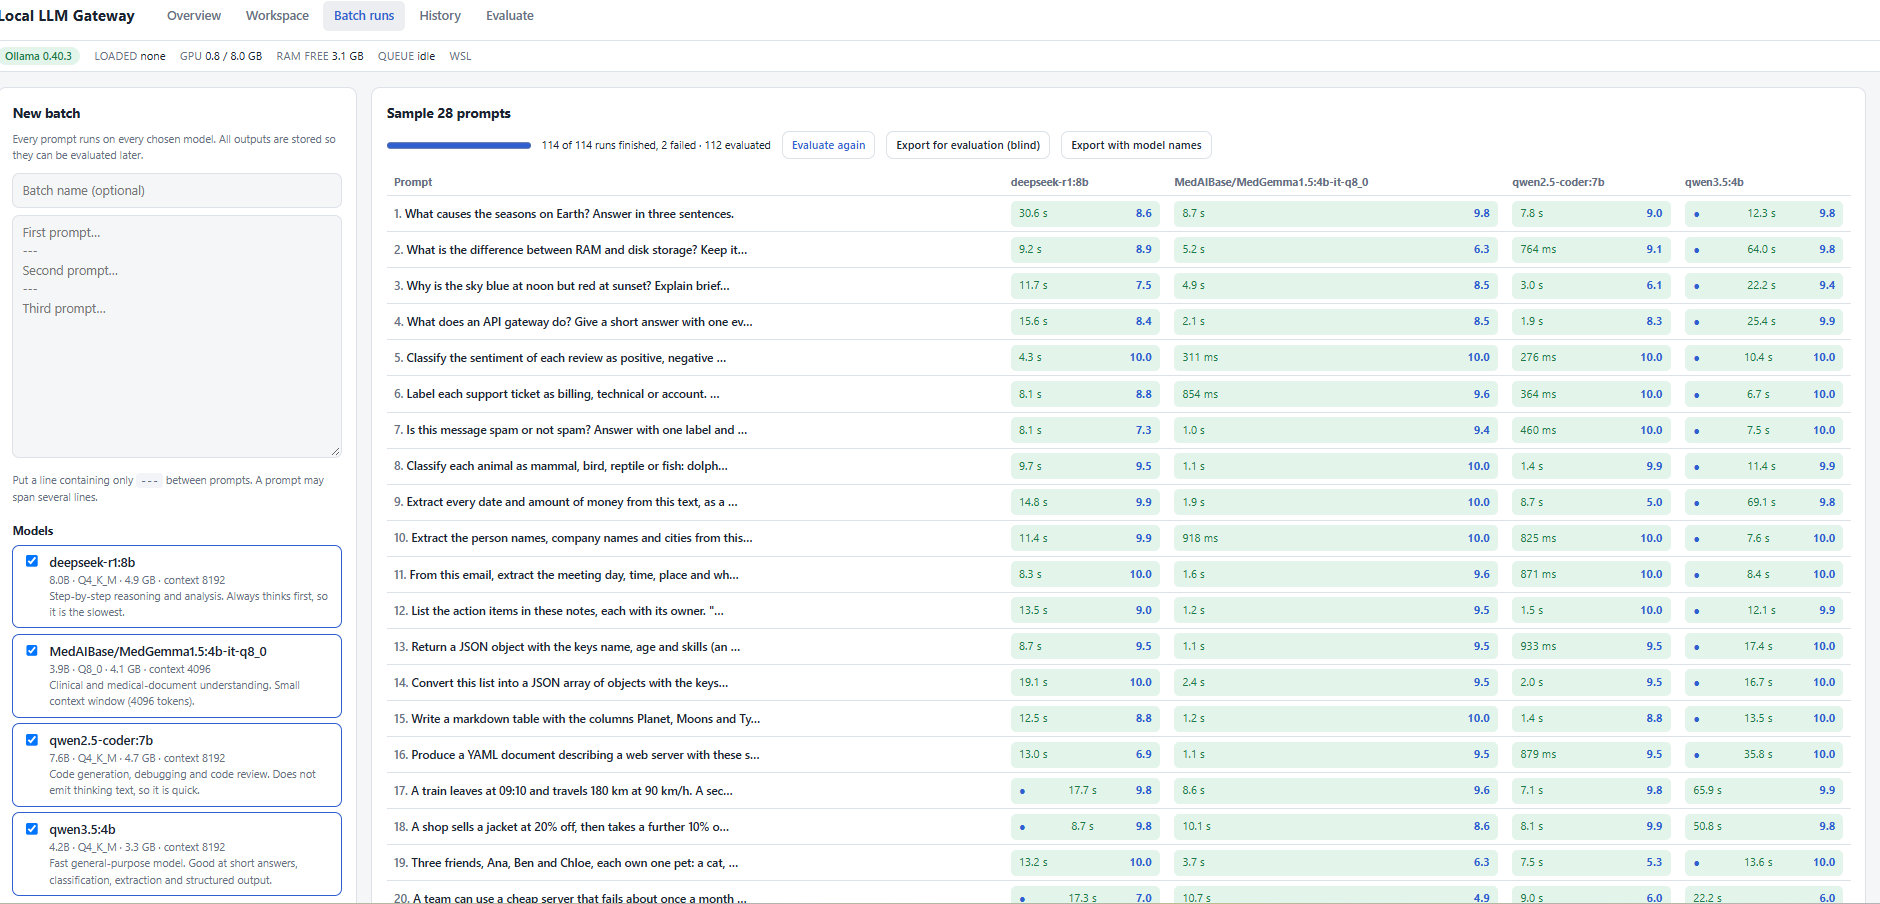 Local LLM Gateway Overview Workspace Batch runs History Evaluate
Ollama 0.40.3 LOADED none GPU 0.8 / 8.0 GB RAM FREE 3.1 GB QUEUE idle WSL
New batch
Every prompt runs on every chosen model. All outputs are stored so
they can be evaluated later.
Batch name (optional)
First prompt...
---
Second prompt...
---
Third prompt...
Put a line containing only --- between prompts. A prompt may
span several lines.
Models
deepseek-r1:8b
8.0B · Q4_K_M · 4.9 GB · context 8192
Step-by-step reasoning and analysis. Always thinks first, so
it is the slowest.
MedAIBase/MedGemma1.5:4b-it-q8_0
3.9B · Q8_0 · 4.1 GB · context 4096
Clinical and medical-document understanding. Small
context window (4096 tokens).
qwen2.5-coder:7b
7.6B · Q4_K_M · 4.7 GB · context 8192
Code generation, debugging and code review. Does not
emit thinking text, so it is quick.
qwen3.5:4b
4.2B · Q4_K_M · 3.3 GB · context 8192
Fast general-purpose model. Good at short answers,
classification, extraction and structured output.
Sample 28 prompts
114 of 114 runs finished, 2 failed · 112 evaluated Evaluate again Export for evaluation (blind) Export with model names
Prompt deepseek-r1:8b MedAIBase/MedGemma1.5:4b-it-q8_0 qwen2.5-coder:7b qwen3.5:4b
1. What causes the seasons on Earth? Answer in three sentences. 30.6 s 8.6 8.7 s 9.8 7.8 s 9.0 12.3 s 9.8
2. What is the difference between RAM and disk storage? Keep it... 9.2 s 8.9 5.2 s 6.3 764 ms 9.1 64.0 s 9.8
3. Why is the sky blue at noon but red at sunset? Explain brief... 11.7 s 7.5 4.9 s 8.5 3.0 s 6.1 22.2 s 9.4
4. What does an API gateway do? Give a short answer with one ev... 15.6 s 8.4 2.1 s 8.5 1.9 s 8.3 25.4 s 9.9
5. Classify the sentiment of each review as positive, negative ... 4.3 s 10.0 311 ms 10.0 276 ms 10.0 10.4 s 10.0
6. Label each support ticket as billing, technical or account. ... 8.1 s 8.8 854 ms 9.6 364 ms 10.0 6.7 s 10.0
7. Is this message spam or not spam? Answer with one label and ... 8.1 s 7.3 1.0 s 9.4 460 ms 10.0 7.5 s 10.0
8. Classify each animal as mammal, bird, reptile or fish: dolph... 9.7 s 9.5 1.1 s 10.0 1.4 s 9.9 11.4 s 9.9
9. Extract every date and amount of money from this text, as a ... 14.8 s 9.9 1.9 s 10.0 8.7 s 5.0 69.1 s 9.8
10. Extract the person names, company names and cities from this... 11.4 s 9.9 918 ms 10.0 825 ms 10.0 7.6 s 10.0
11. From this email, extract the meeting day, time, place and wh... 8.3 s 10.0 1.6 s 9.6 871 ms 10.0 8.4 s 10.0
12. List the action items in these notes, each with its owner. "... 13.5 s 9.0 1.2 s 9.5 1.5 s 10.0 12.1 s 9.9
13. Return a JSON object with the keys name, age and skills (an ... 8.7 s 9.5 1.1 s 9.5 933 ms 9.5 17.4 s 10.0
14. Convert this list into a JSON array of objects with the keys... 19.1 s 10.0 2.4 s 9.5 2.0 s 9.5 16.7 s 10.0
15. Write a markdown table with the columns Planet, Moons and Ty... 12.5 s 8.8 1.2 s 10.0 1.4 s 8.8 13.5 s 10.0
16. Produce a YAML document describing a web server with these s... 13.0 s 6.9 1.1 s 9.5 879 ms 9.5 35.8 s 10.0
17. A train leaves at 09:10 and travels 180 km at 90 km/h. A sec... 17.7 s 9.8 8.6 s 9.6 7.1 s 9.8 65.9 s 9.9
18. A shop sells a jacket at 20% off, then takes a further 10% o... 8.7 s 9.8 10.1 s 8.6 8.1 s 9.9 50.8 s 9.8
19. Three friends, Ana, Ben and Chloe, each own one pet: a cat, ... 13.2 s 10.0 3.7 s 6.3 7.5 s 5.3 13.6 s 10.0
20. A team can use a cheap server that fails about once a month ... 17.3 s 7.0 10.7 s 4.9 9.0 s 6.0 22.2 s 6.0